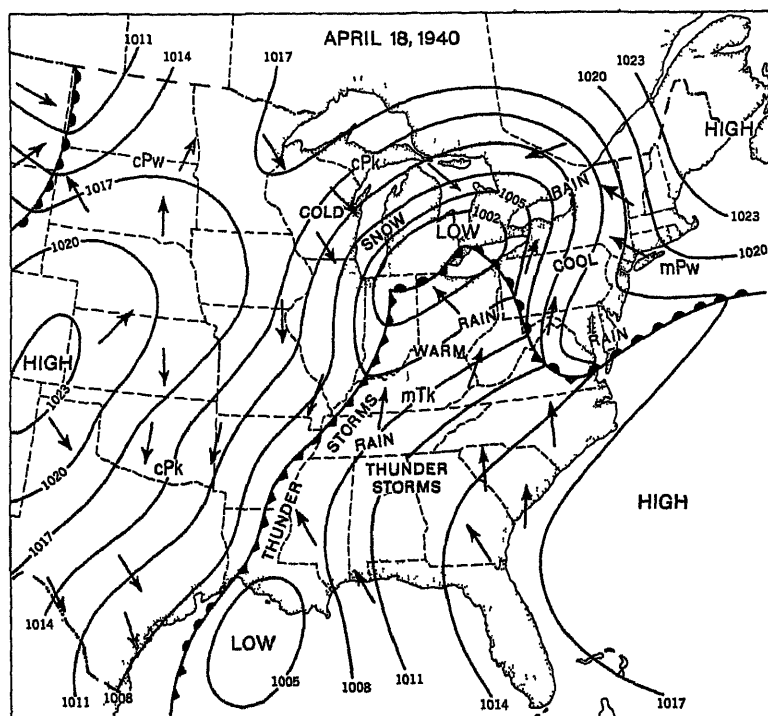 APRIL 18, 1940
1011
1014
1017
1020
1023
HIGH
cPw
cPk
1017
COLD
SNOW
1005
1002
LOW
RAIN
1023
1020
mPw
COOL
1020
HIGH
1023
RAIN
WARM
RAIN
mTk
STORMS
RAIN
THUNDER
STORMS
THUNDER
cPk
HIGH
1020
1017
1014
1011
1008
LOW
1005
1008
1011
1014
1017